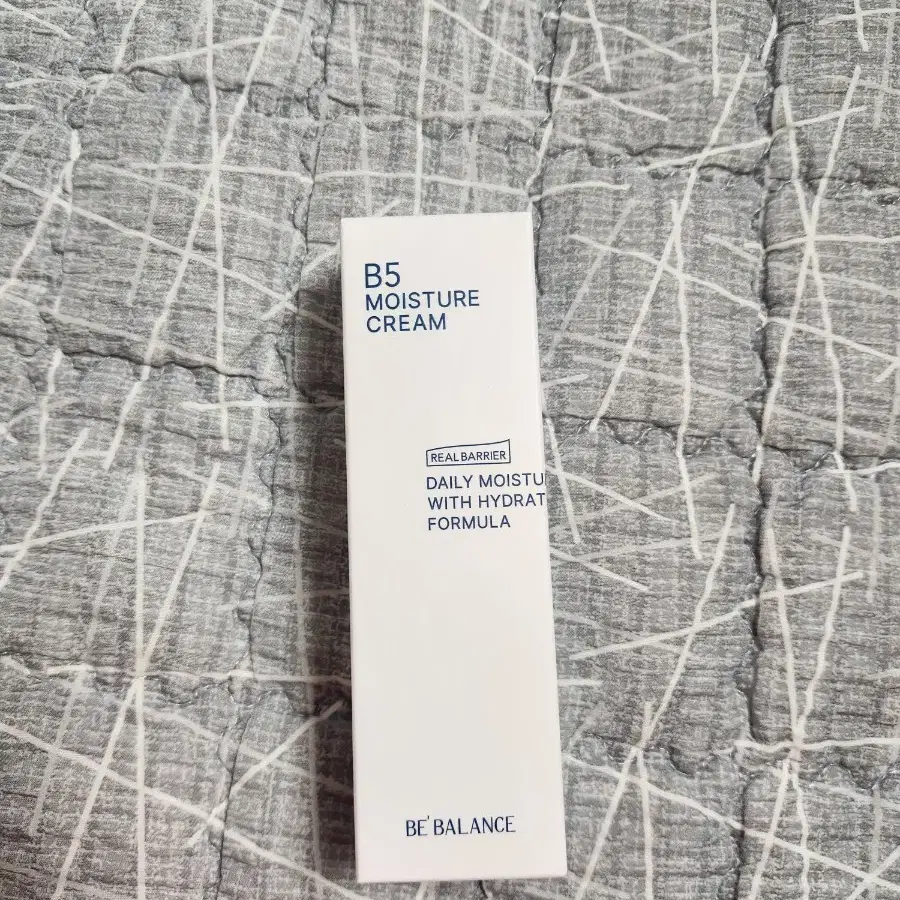 B5
MOISTURE
CREAM
REAL BARRIER
DAILY MOISTU
WITH HYDRAT
FORMULA
BE' BALANCE